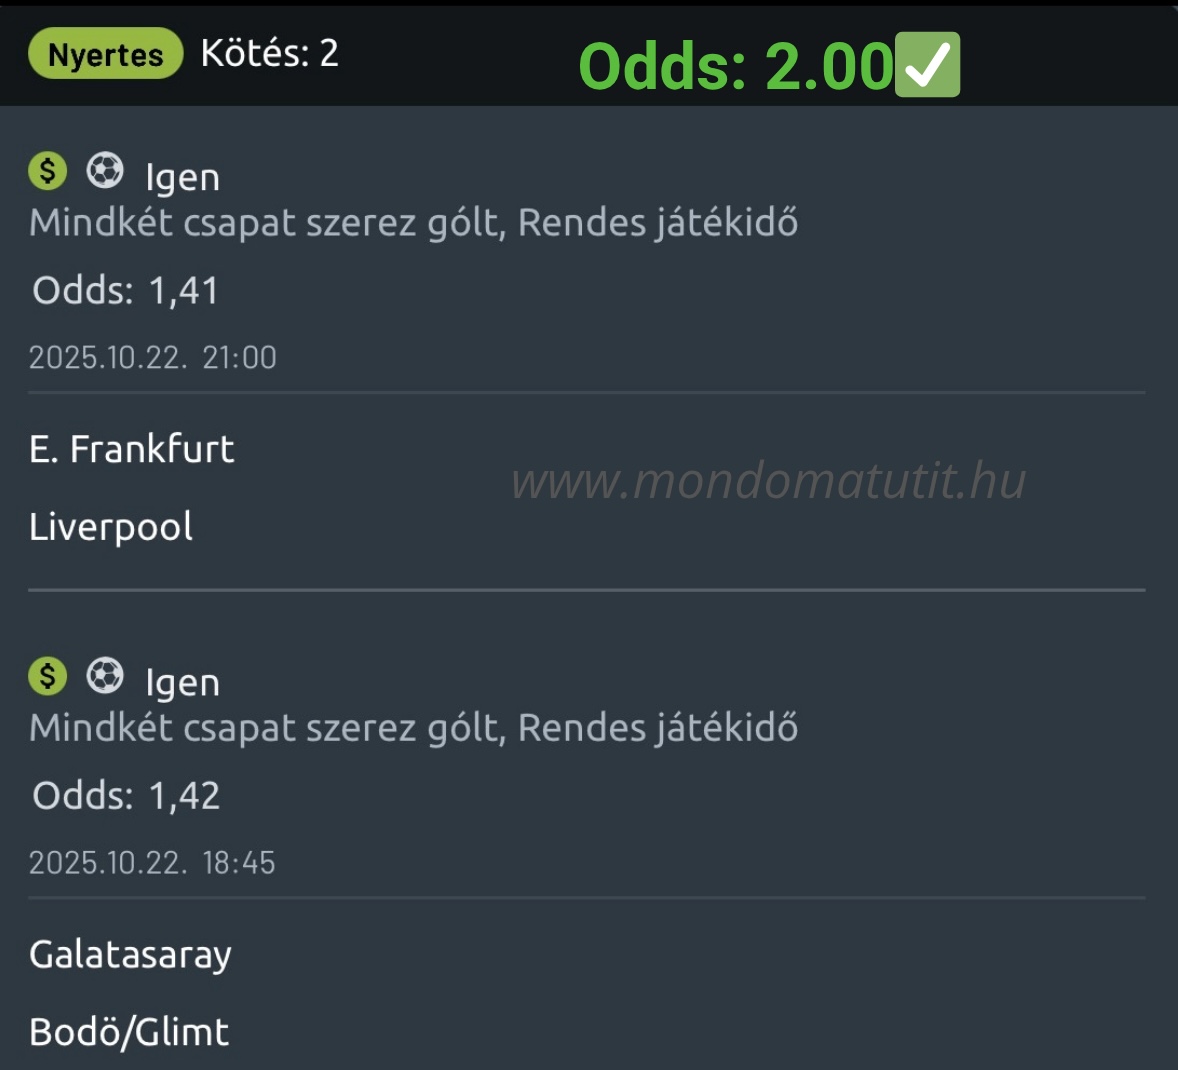 Nyertes Kötés: 2 Odds: 2.00✅
$ Igen
Mindkét csapat szerez gólt, Rendes játékidő
Odds: 1,41
2025.10.22. 21:00
E. Frankfurt
www.mondomatutit.hu
Liverpool
$ Igen
Mindkét csapat szerez gólt, Rendes játékidő
Odds: 1,42
2025.10.22. 18:45
Galatasaray
Bodö/Glimt